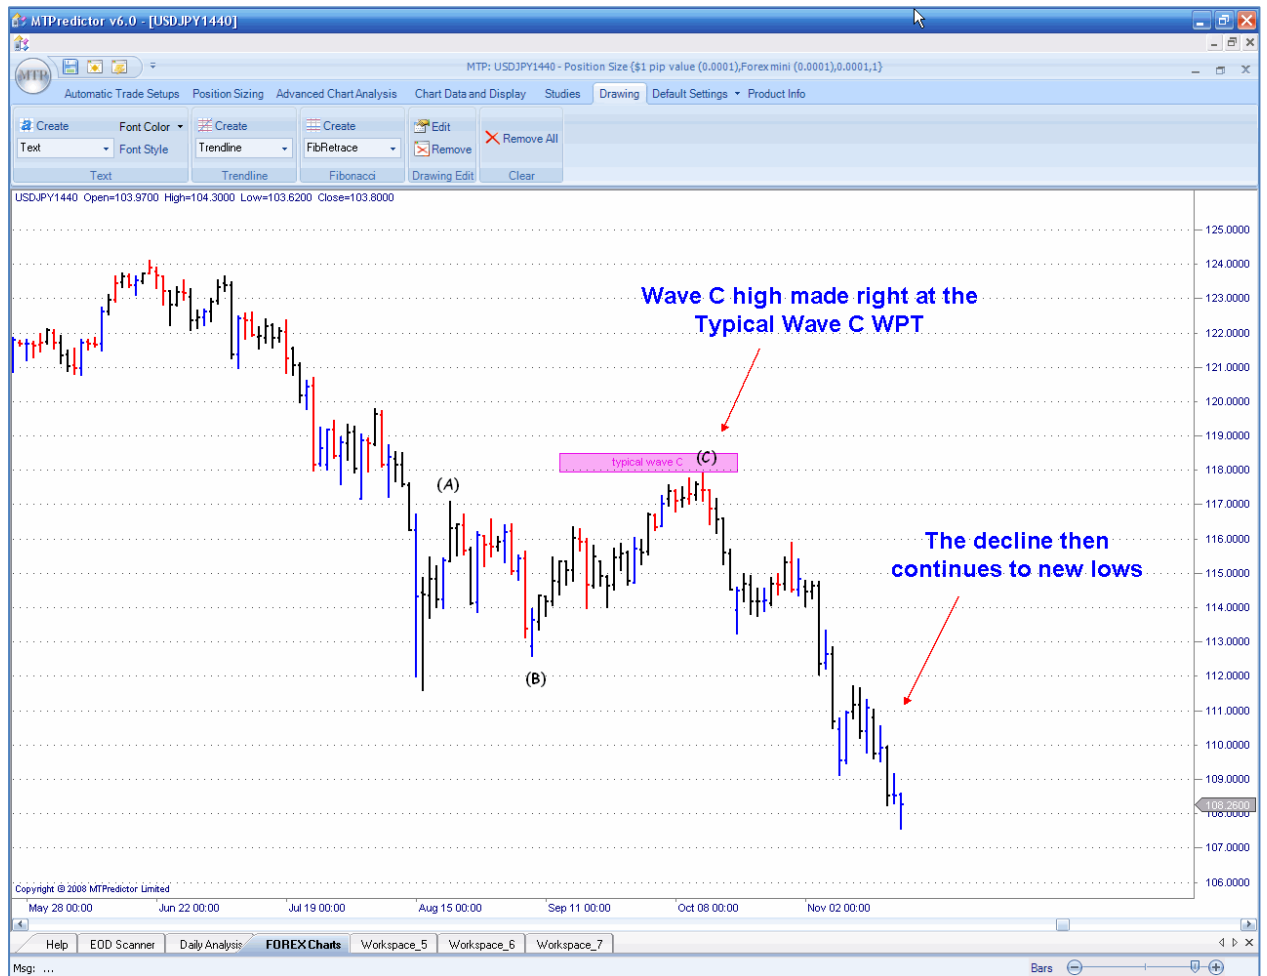 MTPredictor v6.0 - [USDJPY1440]
MTP: USDJPY1440 - Position Size {$1 pip value (0.0001),Forex mini (0.0001),0.0001,1}
MTP
Automatic Trade Setups Position Sizing Advanced Chart Analysis Chart Data and Display Studies Drawing Default Settings Product Info
a Create Font Color Create Create Edit Remove All
Text Font Style Trendline FibRetrace Remove
Text Trendline Fibonacci Drawing Edit Clear
USDJPY1440 Open=103.9700 High=104.3000 Low=103.6200 Close=103.8000
125.0000
124.0000
123.0000
122.0000
121.0000
120.0000
119.0000
118.0000
117.0000
116.0000
115.0000
114.0000
113.0000
112.0000
111.0000
110.0000
109.0000
108.2600
108.0000
107.0000
106.0000
Wave C high made right at the
Typical Wave C WPT
typical wave C (C)
(A)
The decline then
continues to new lows
(B)
Copyright © 2008 MTPredictor Limited
May 28 00:00 Jun 22 00:00 Jul 19 00:00 Aug 15 00:00 Sep 11 00:00 Oct 08 00:00 Nov 02 00:00
Help EOD Scanner Daily Analysis FOREX Charts Workspace_5 Workspace_6 Workspace_7
Msg: ... Bars